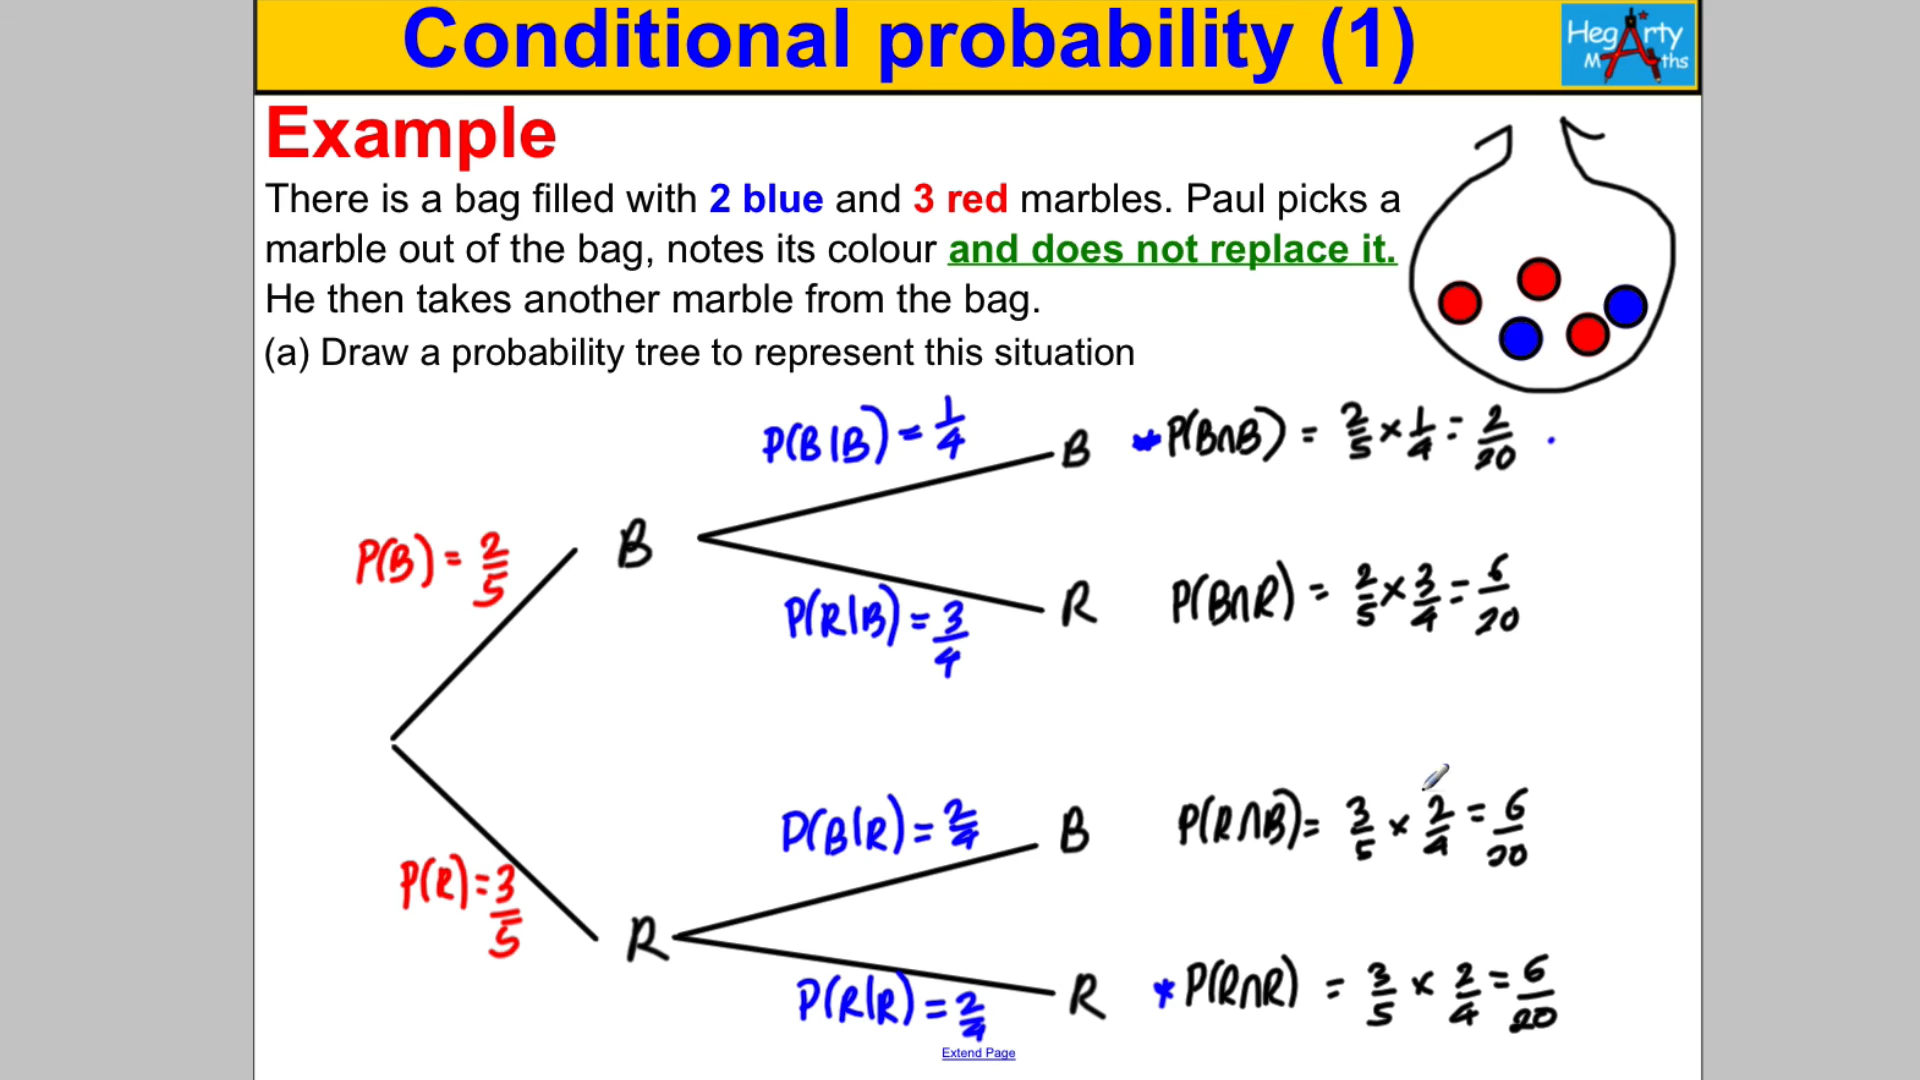 Conditional probability (1)
HegArty
Maths
Example
There is a bag filled with 2 blue and 3 red marbles. Paul picks a
marble out of the bag, notes its colour and does not replace it.
He then takes another marble from the bag.
(a) Draw a probability tree to represent this situation
P(B|B) = 1/4
B
* P(B∩B) = 2/5 × 1/4 = 2/20
P(B) = 2/5
B
P(R|B) = 3/4
R
P(B∩R) = 2/5 × 3/4 = 6/20
P(B|R) = 2/4
B
P(R∩B) = 3/5 × 2/4 = 6/20
P(R) = 3/5
R
P(R|R) = 2/4
R
* P(R∩R) = 3/5 × 2/4 = 6/20
Extend Page